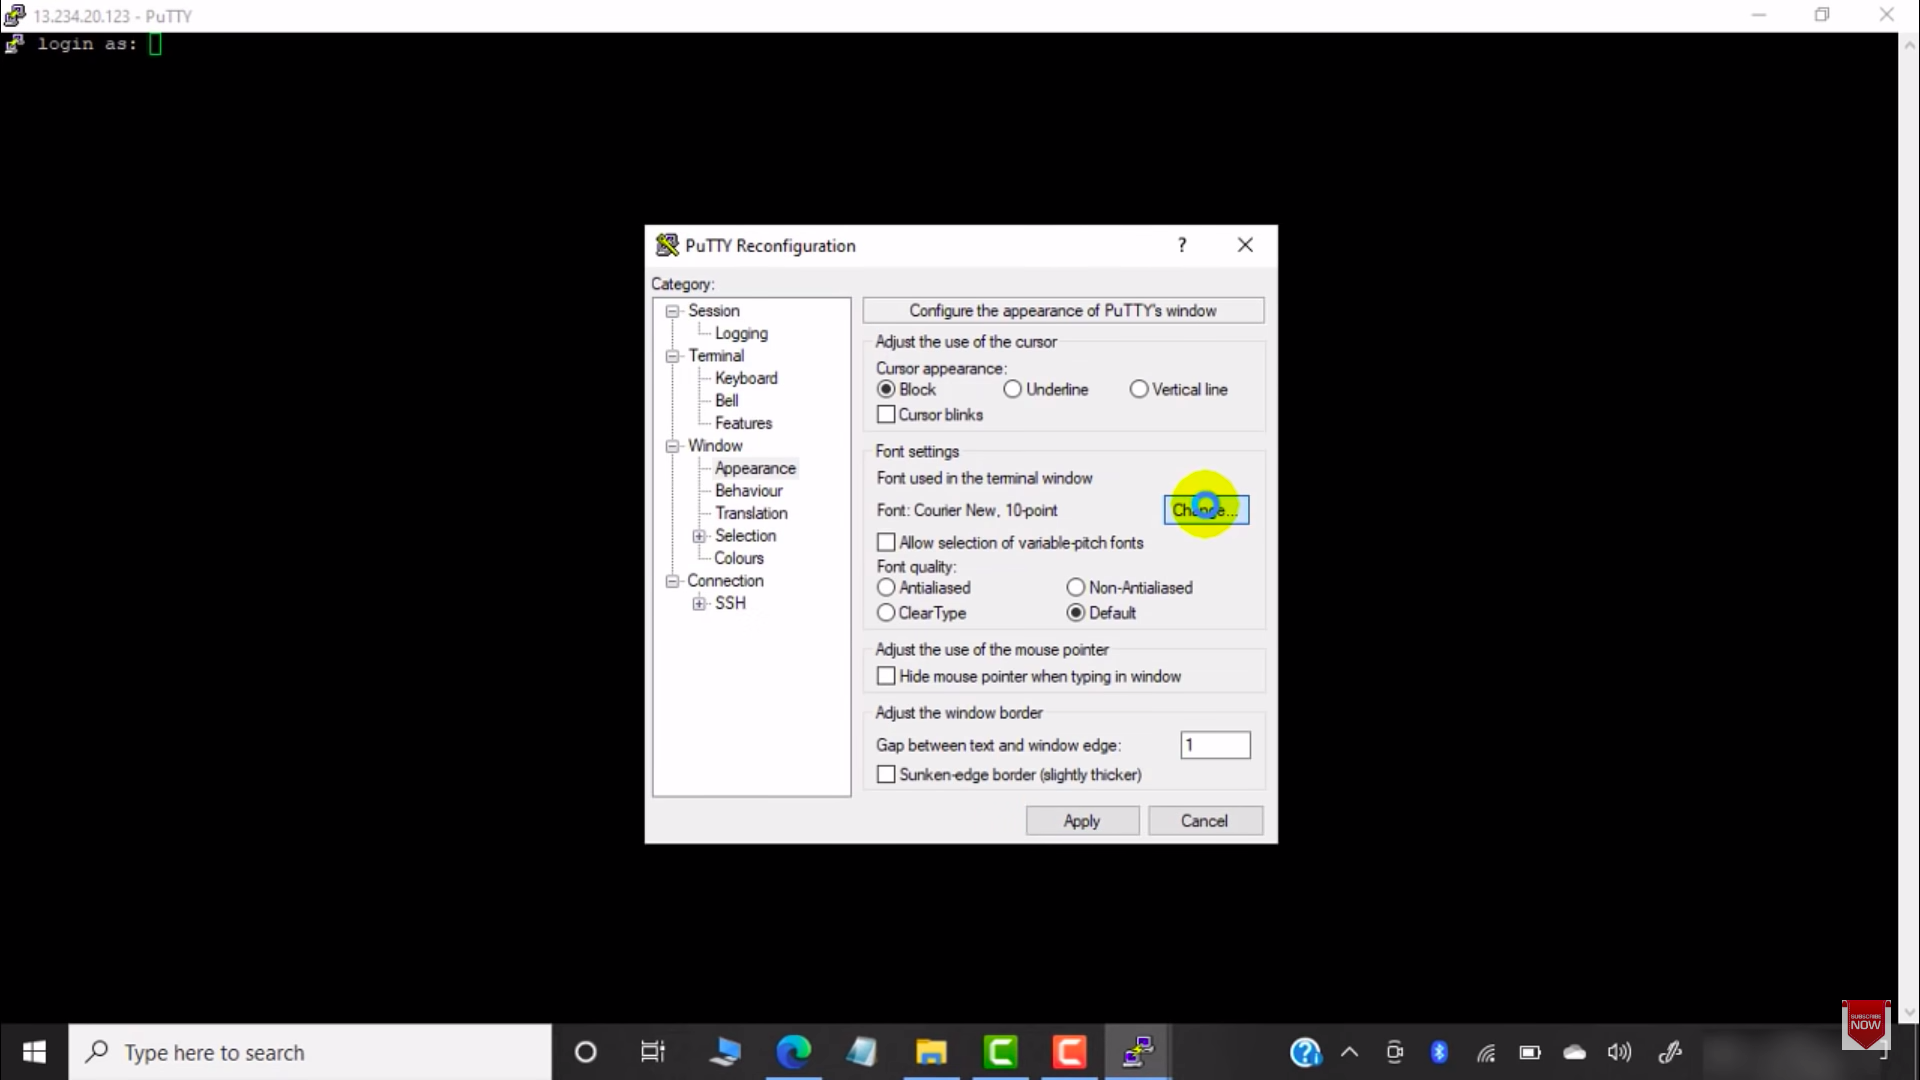 13.234.20.123 - PuTTY
login as:
PuTTY Reconfiguration
?
Category:
Session
Logging
Terminal
Keyboard
Bell
Features
Window
Appearance
Behaviour
Translation
Selection
Colours
Connection
SSH
Configure the appearance of PuTTY's window
Adjust the use of the cursor
Cursor appearance:
Block Underline Vertical line
Cursor blinks
Font settings
Font used in the terminal window
Font: Courier New, 10-point Change...
Allow selection of variable-pitch fonts
Font quality:
Antialiased Non-Antialiased
ClearType Default
Adjust the use of the mouse pointer
Hide mouse pointer when typing in window
Adjust the window border
Gap between text and window edge: 1
Sunken-edge border (slightly thicker)
Apply Cancel
SUBSCRIBE
NOW
Type here to search